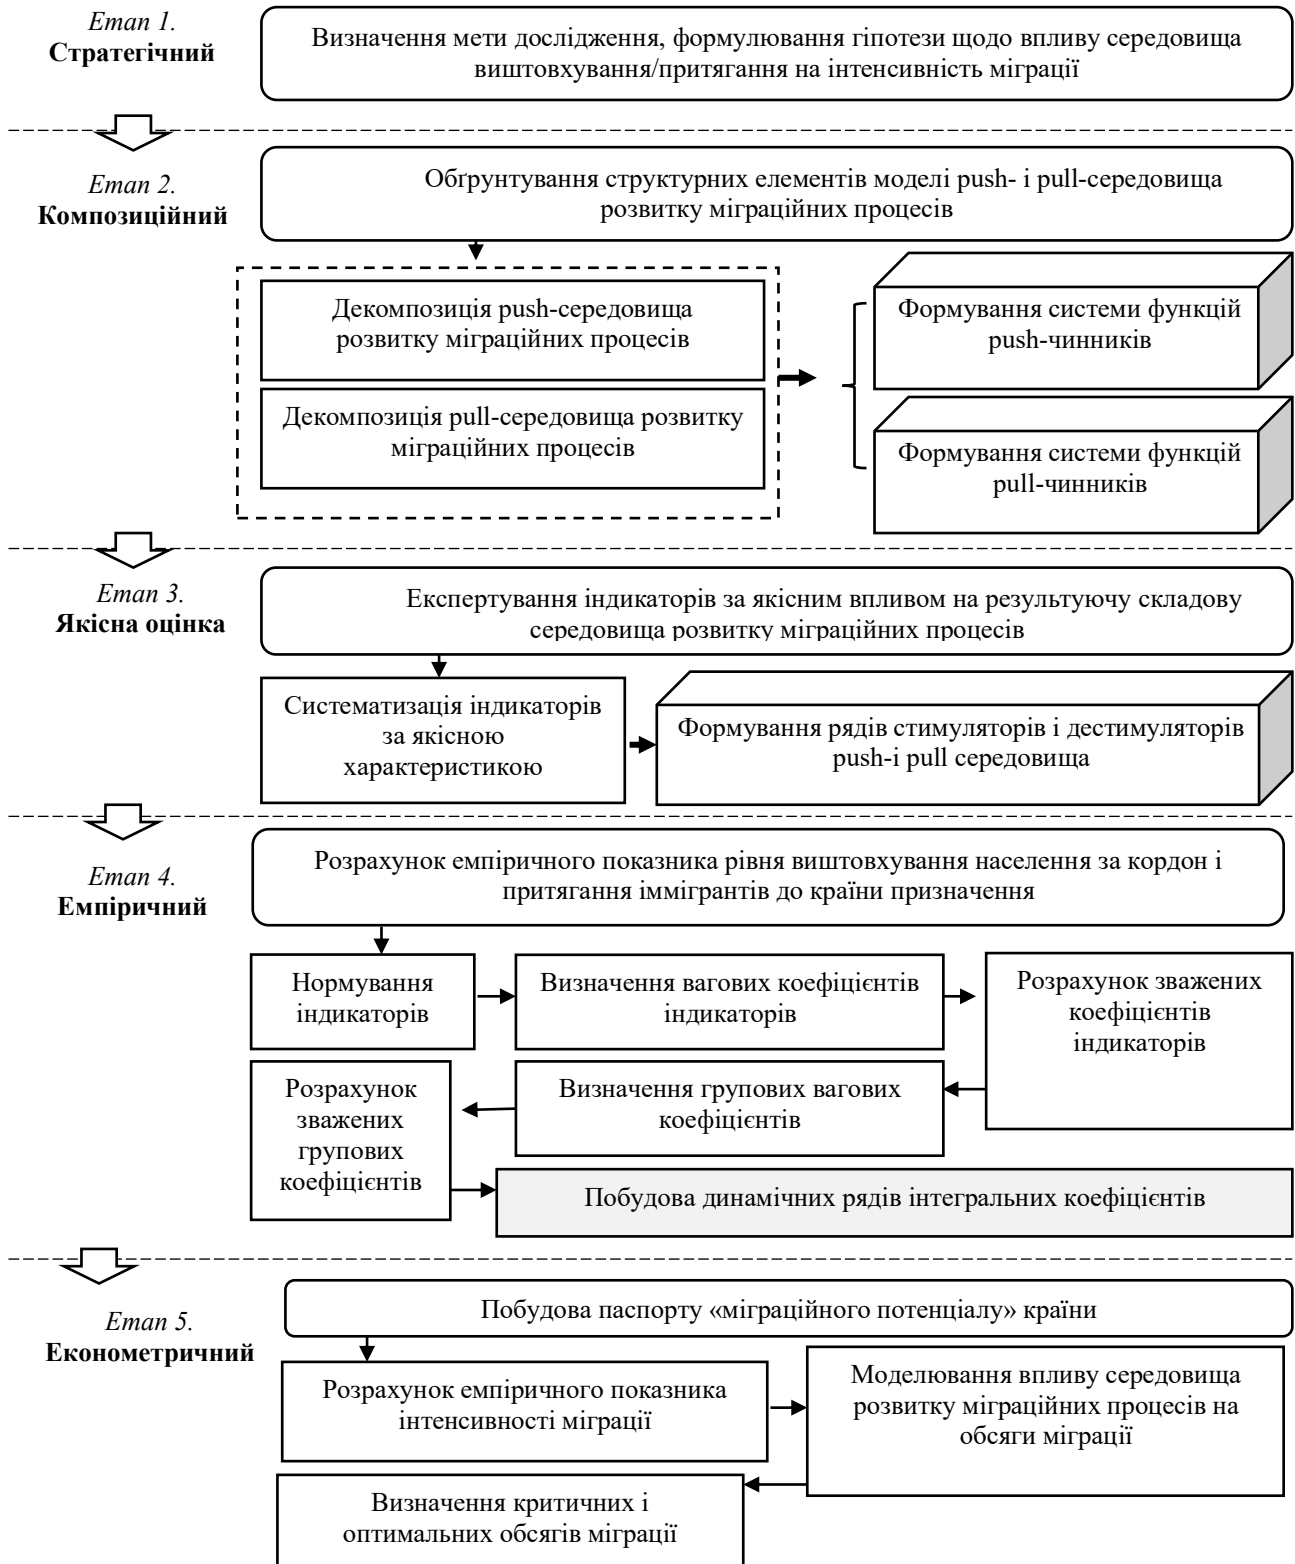 Етап 1.
Стратегічний
Визначення мети дослідження, формулювання гіпотези щодо впливу середовища
виштовхування/притягання на інтенсивність міграції
Етап 2.
Композиційний
Обґрунтування структурних елементів моделі push- і pull-середовища
розвитку міграційних процесів
Декомпозиція push-середовища
розвитку міграційних процесів
Декомпозиція pull-середовища розвитку
міграційних процесів
Формування системи функцій
push-чинників
Формування системи функцій
pull-чинників
Етап 3.
Якісна оцінка
Експертування індикаторів за якісним впливом на результуючу складову
середовища розвитку міграційних процесів
Систематизація індикаторів
за якісною
характеристикою
Формування рядів стимуляторів і дестимуляторів
push-і pull середовища
Етап 4.
Емпіричний
Розрахунок емпіричного показника рівня виштовхування населення за кордон і
притягання іммігрантів до країни призначення
Нормування
індикаторів
Визначення вагових коефіцієнтів
індикаторів
Розрахунок зважених
коефіцієнтів
індикаторів
Розрахунок
зважених
групових
коефіцієнтів
Визначення групових вагових
коефіцієнтів
Побудова динамічних рядів інтегральних коефіцієнтів
Етап 5.
Економетричний
Побудова паспорту «міграційного потенціалу» країни
Розрахунок емпіричного показника
інтенсивності міграції
Моделювання впливу середовища
розвитку міграційних процесів на
обсяги міграції
Визначення критичних і
оптимальних обсягів міграції